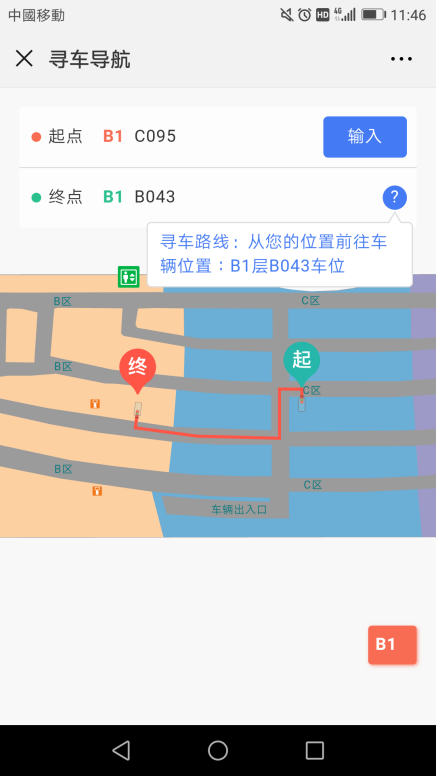 中國移動
HD
4G
11:46
寻车导航
起点 B1 C095
输入
终点 B1 B043
?
寻车路线：从您的位置前往车
辆位置：B1层B043车位
B区
C区
B区
终
起
C区
B区
C区
车辆出入口
B1